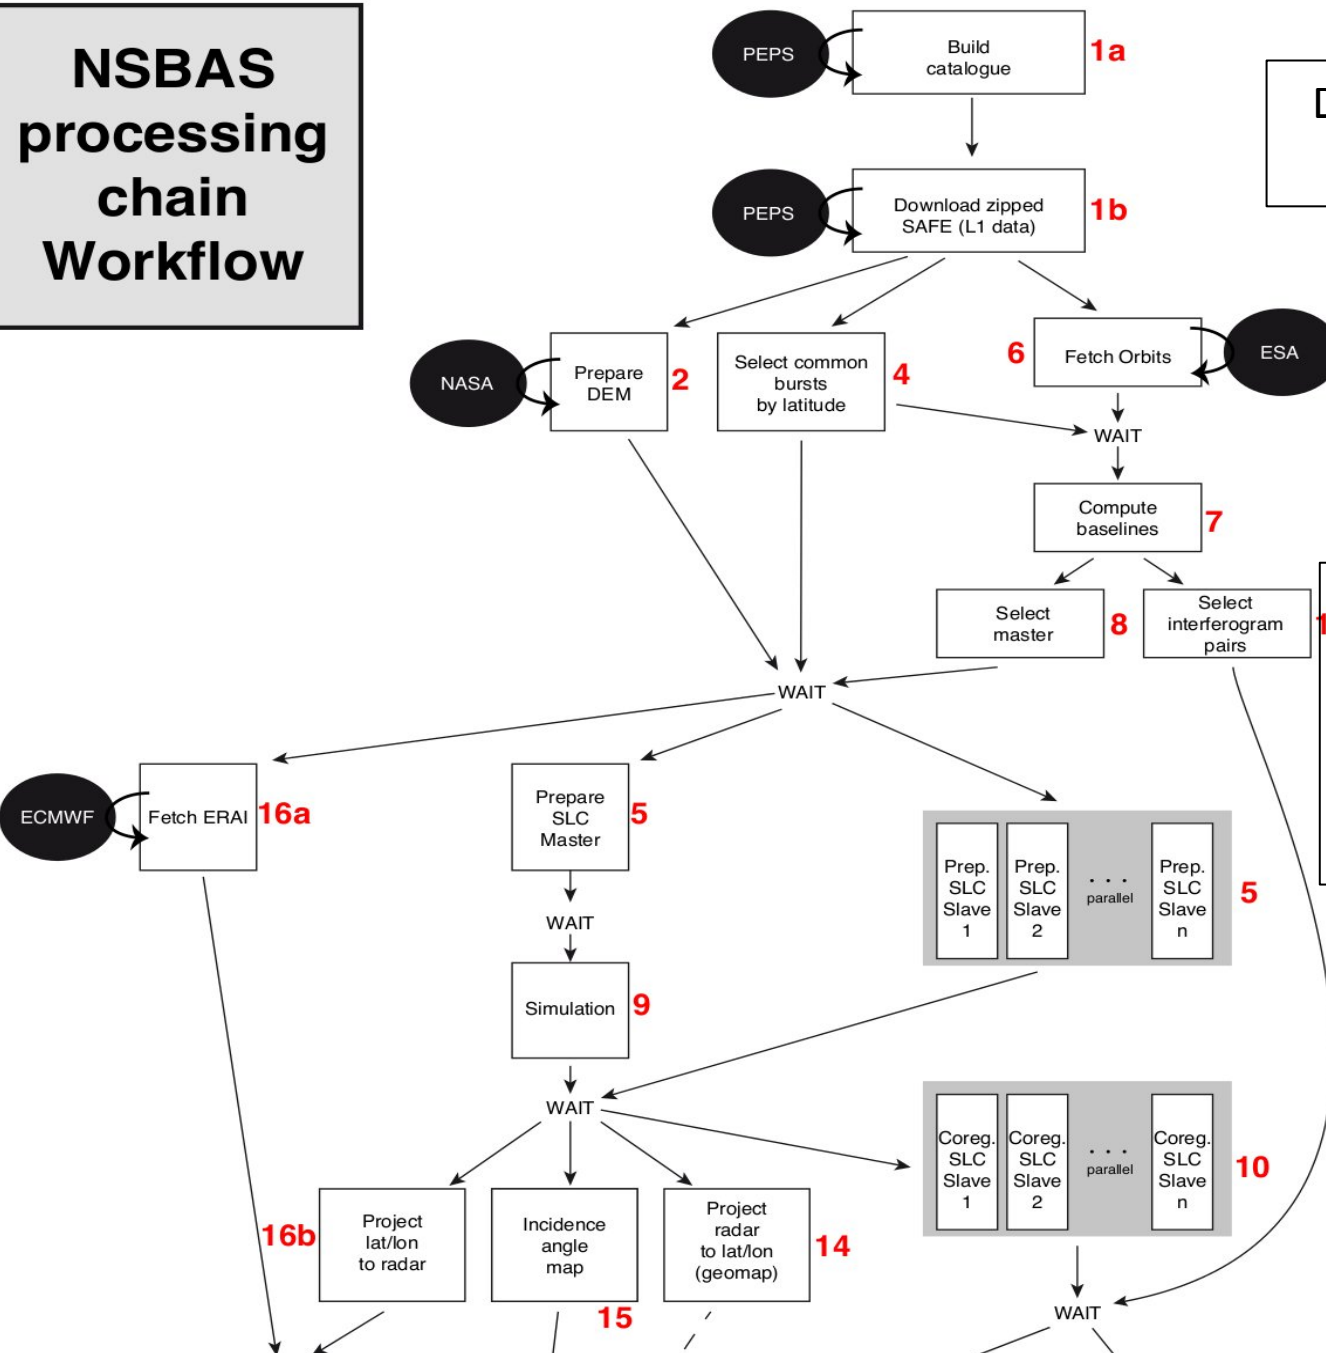 NSBAS
processing
chain
Workflow
PEPS
Build
catalogue
1a
PEPS
Download zipped
SAFE (L1 data)
1b
NASA
Prepare
DEM
2
Select common
bursts
by latitude
4
6
Fetch Orbits
ESA
WAIT
Compute
baselines
7
Select
master
8
Select
interferogram
pairs
WAIT
ECMWF
Fetch ERAI
16a
Prepare
SLC
Master
5
WAIT
Simulation
9
Prep.
SLC
Slave
1
Prep.
SLC
Slave
2
. . .
parallel
Prep.
SLC
Slave
n
5
WAIT
Coreg.
SLC
Slave
1
Coreg.
SLC
Slave
2
. . .
parallel
Coreg.
SLC
Slave
n
10
16b
Project
lat/lon
to radar
Incidence
angle
map
15
Project
radar
to lat/lon
(geomap)
14
WAIT